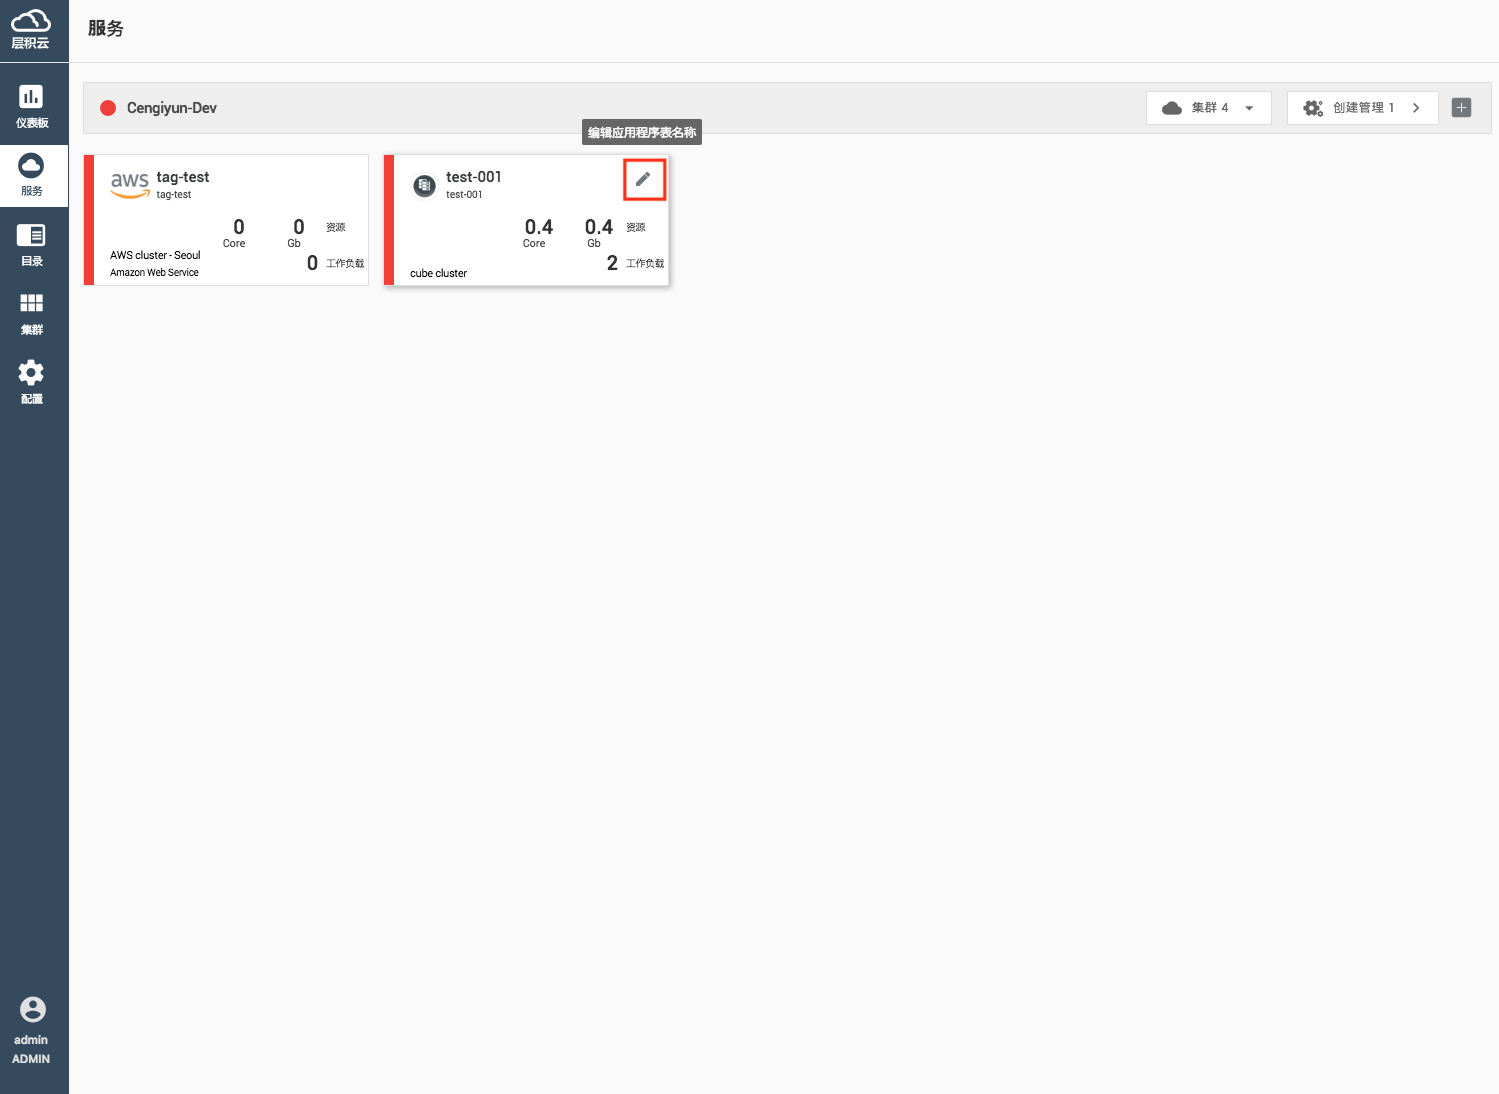 层积云
服务
仪表板
服务
目录
集群
配置
admin
ADMIN
Cengiyun-Dev
集群 4
创建管理 1
编辑应用程序表名称
aws
tag-test
tag-test
0 Core
0 Gb
资源
0 工作负载
AWS cluster - Seoul
Amazon Web Service
test-001
test-001
0.4 Core
0.4 Gb
资源
2 工作负载
cube cluster